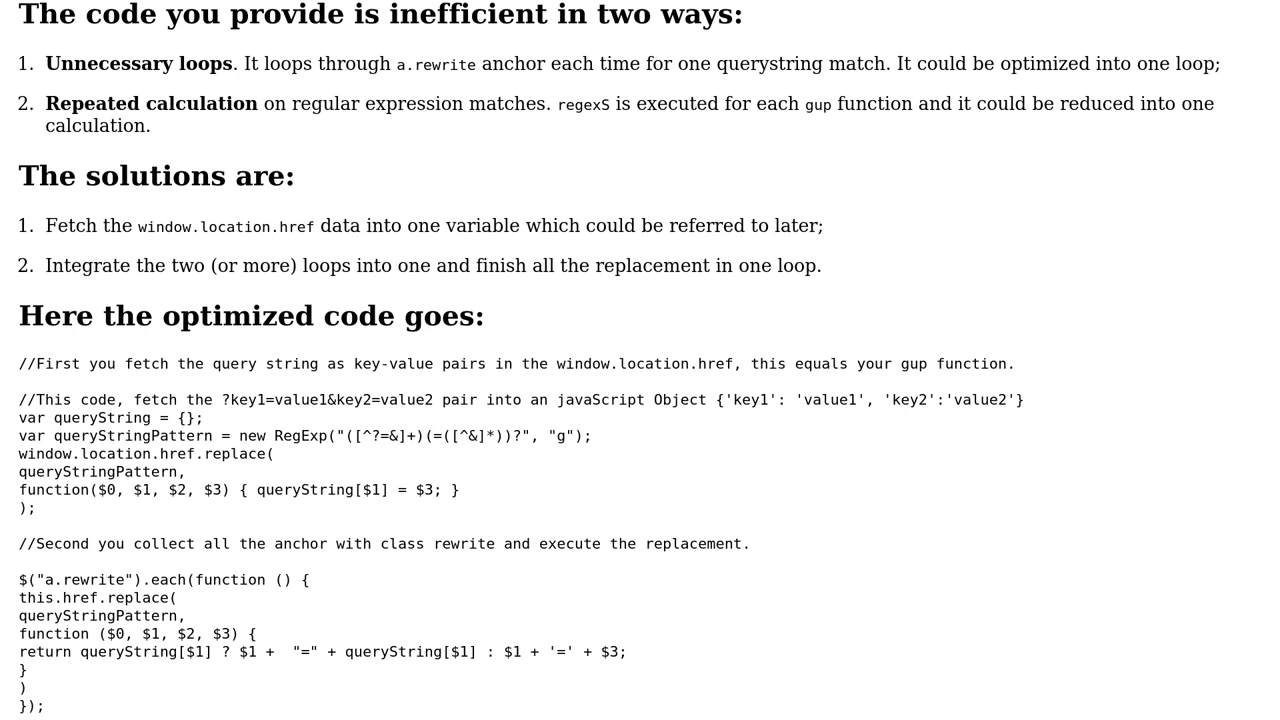 The code you provide is inefficient in two ways:
1. Unnecessary loops. It loops through a.rewrite anchor each time for one querystring match. It could be optimized into one loop;
2. Repeated calculation on regular expression matches. regexS is executed for each gup function and it could be reduced into one
calculation.
The solutions are:
1. Fetch the window.location.href data into one variable which could be referred to later;
2. Integrate the two (or more) loops into one and finish all the replacement in one loop.
Here the optimized code goes:
//First you fetch the query string as key-value pairs in the window.location.href, this equals your gup function.
//This code, fetch the ?key1=value1&key2=value2 pair into an javaScript Object {'key1': 'value1', 'key2':'value2'}
var queryString = {};
var queryStringPattern = new RegExp("([^?=&]+)(=([^&]*))?", "g");
window.location.href.replace(
queryStringPattern,
function($0, $1, $2, $3) { queryString[$1] = $3; }
);
//Second you collect all the anchor with class rewrite and execute the replacement.
$("a.rewrite").each(function () {
this.href.replace(
queryStringPattern,
function ($0, $1, $2, $3) {
return queryString[$1] ? $1 +  "=" + queryString[$1] : $1 + '=' + $3;
}
)
});